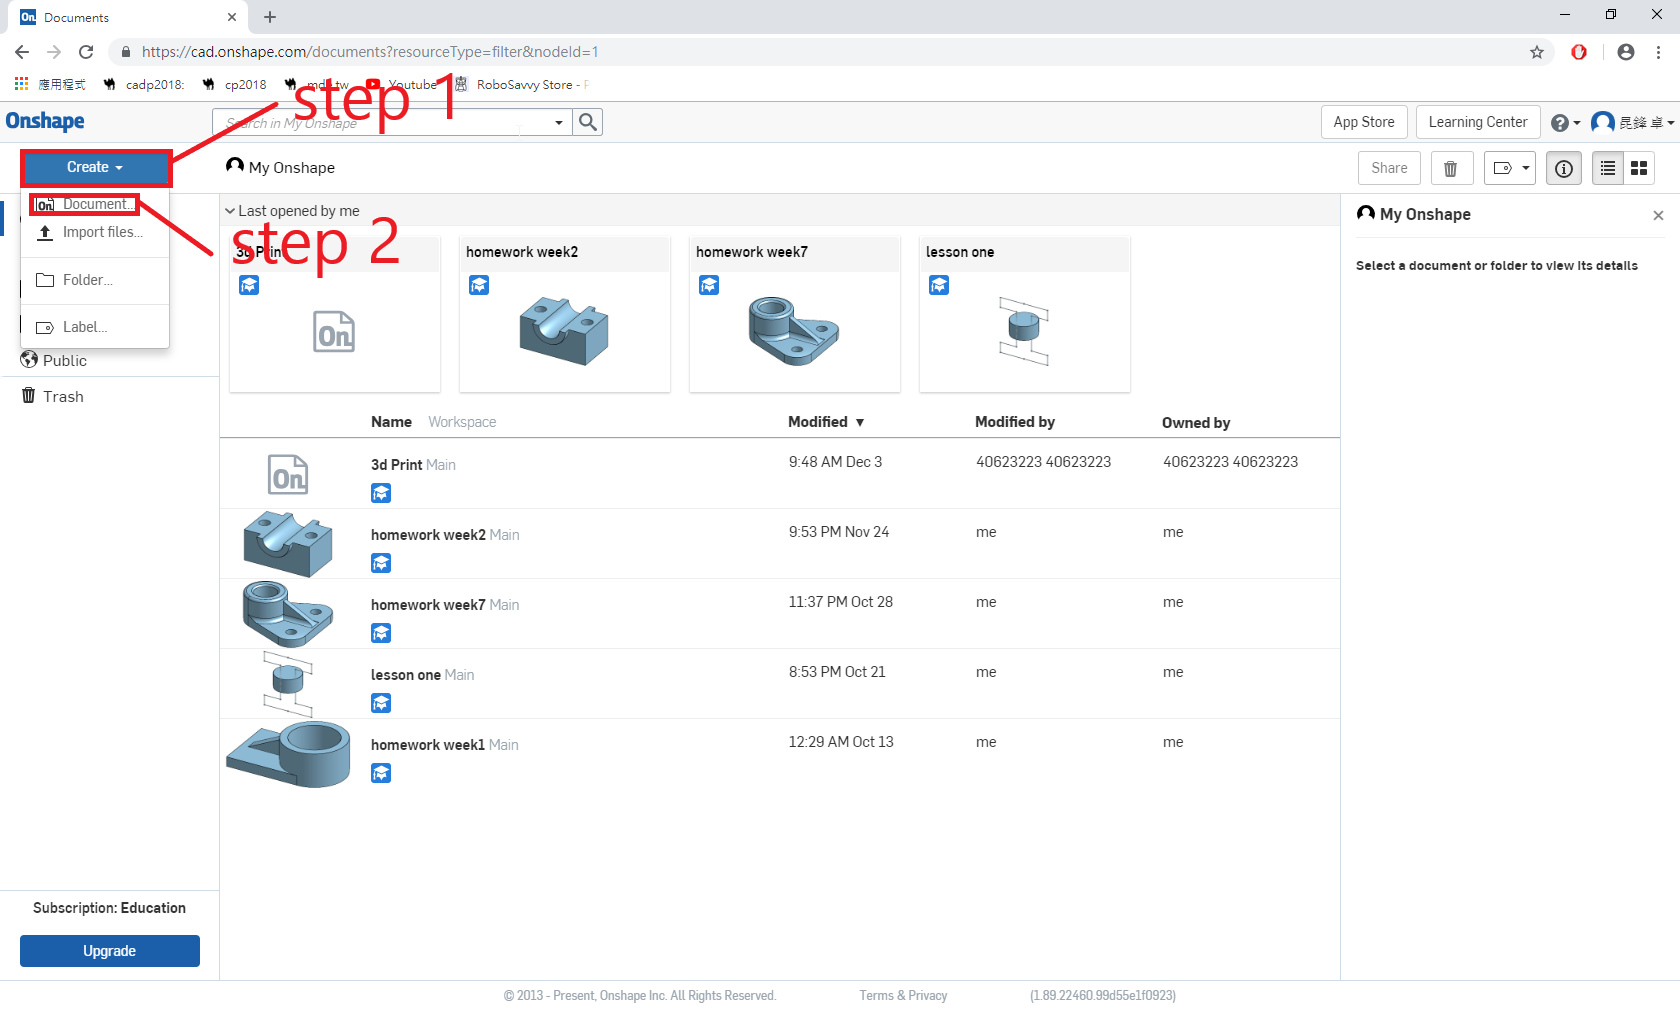 Documents
https://cad.onshape.com/documents?resourceType=filter&nodeId=1
應用程式 cadp2018: cp2018 Youtube RoboSavvy Store -
step 1
Onshape
Search in My Onshape
App Store Learning Center ? 昆鋒 卓
Create
My Onshape
Share
On Document...
Import files...
Folder...
Label...
Public
Trash
step 2
Last opened by me
3d Print homework week2 homework week7 lesson one
On
My Onshape
Select a document or folder to view its details
Name Workspace Modified ▼ Modified by Owned by
On 3d Print Main 9:48 AM Dec 3 40623223 40623223 40623223 40623223
homework week2 Main 9:53 PM Nov 24 me me
homework week7 Main 11:37 PM Oct 28 me me
lesson one Main 8:53 PM Oct 21 me me
homework week1 Main 12:29 AM Oct 13 me me
Subscription: Education
Upgrade
© 2013 - Present, Onshape Inc. All Rights Reserved. Terms & Privacy (1.89.22460.99d55e1f0923)